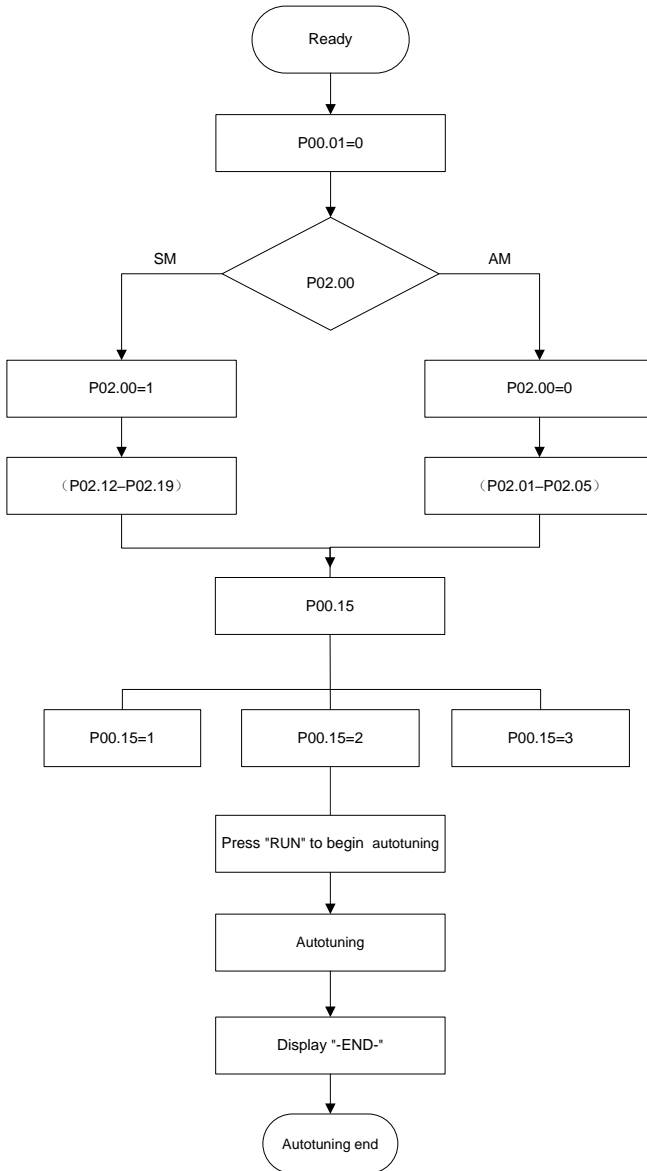 Ready
P00.01=0
SM
AM
P02.00
P02.00=1
P02.00=0
（P02.12–P02.19）
（P02.01–P02.05）
P00.15
P00.15=1
P00.15=2
P00.15=3
Press "RUN" to begin autotuning
Autotuning
Display "-END-"
Autotuning end